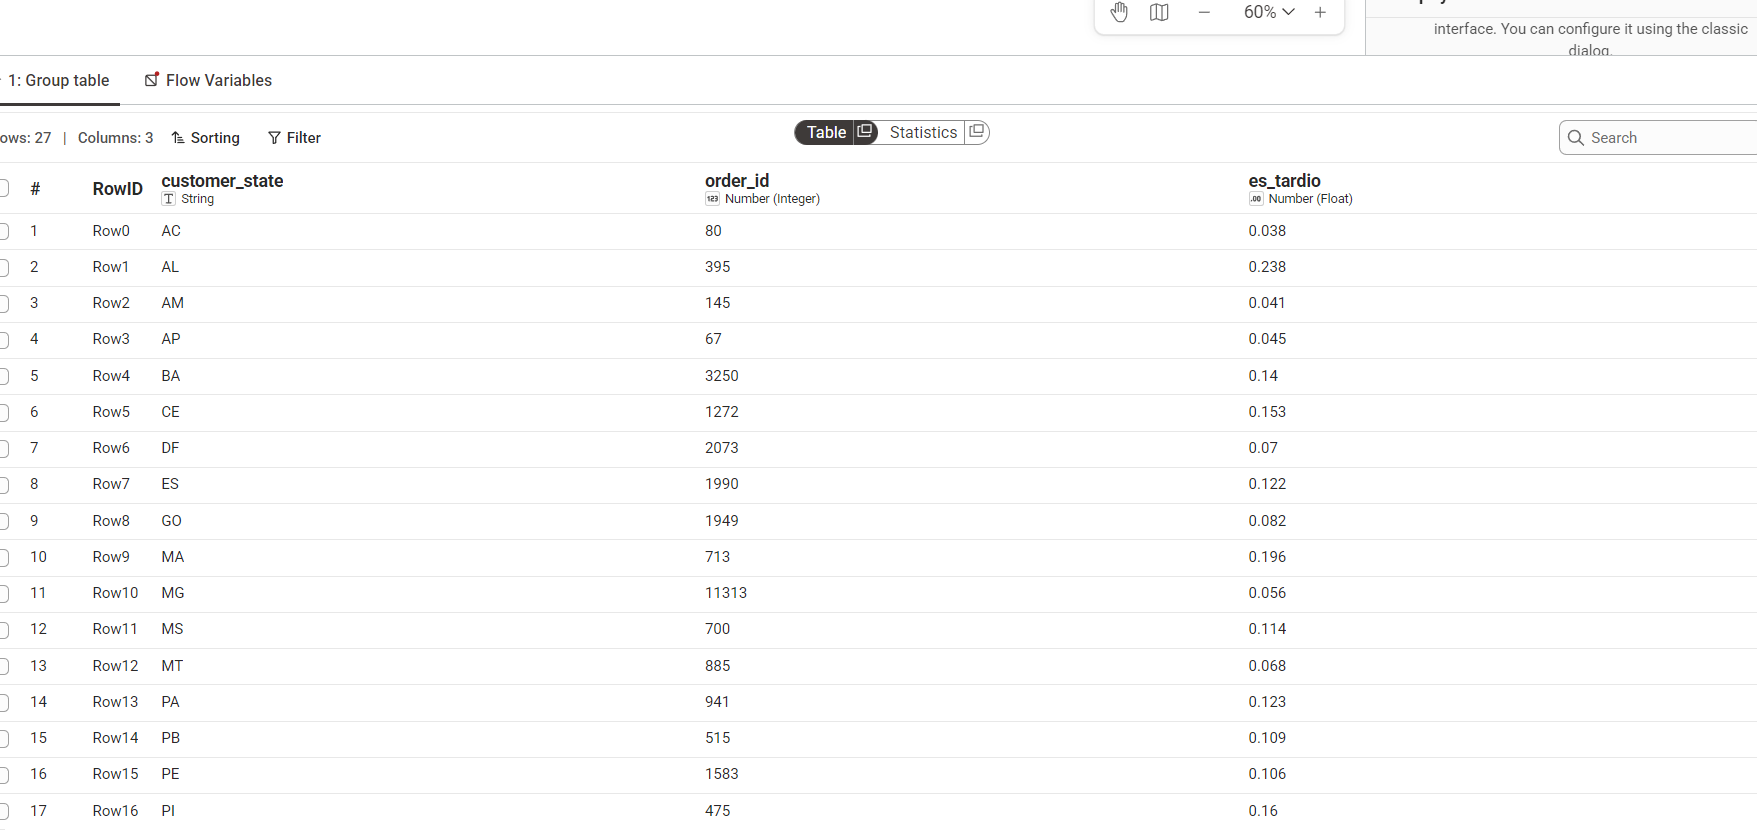 60%
interface. You can configure it using the classic
dialog.
1: Group table Flow Variables
ows: 27 | Columns: 3 Sorting Filter Table Statistics Search
# RowID customer_state order_id es_tardio
String Number (Integer) Number (Float)
1 Row0 AC 80 0.038
2 Row1 AL 395 0.238
3 Row2 AM 145 0.041
4 Row3 AP 67 0.045
5 Row4 BA 3250 0.14
6 Row5 CE 1272 0.153
7 Row6 DF 2073 0.07
8 Row7 ES 1990 0.122
9 Row8 GO 1949 0.082
10 Row9 MA 713 0.196
11 Row10 MG 11313 0.056
12 Row11 MS 700 0.114
13 Row12 MT 885 0.068
14 Row13 PA 941 0.123
15 Row14 PB 515 0.109
16 Row15 PE 1583 0.106
17 Row16 PI 475 0.16